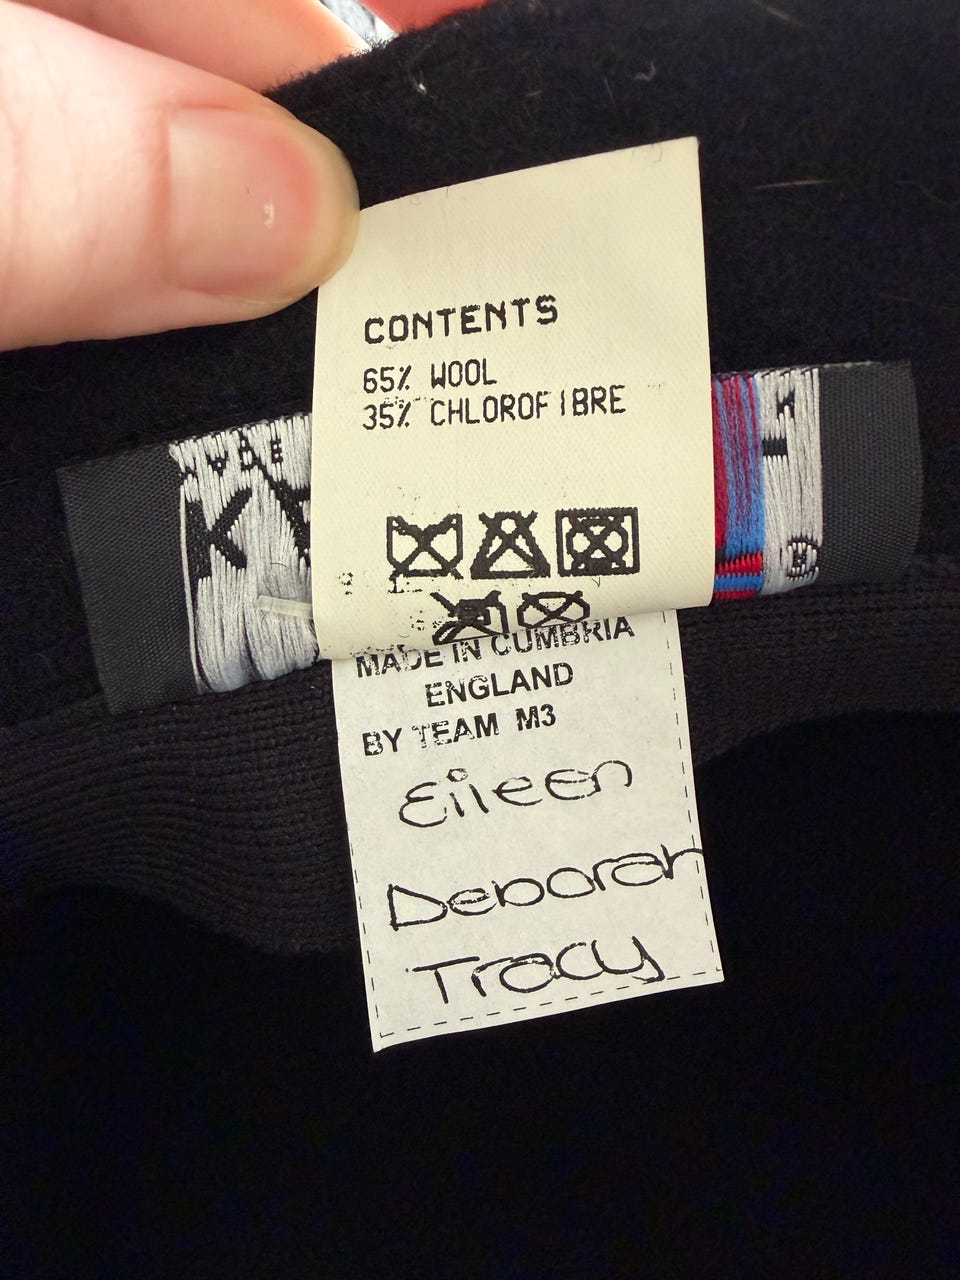 CONTENTS
65% WOOL
35% CHLOROFIBRE
MADE IN CUMBRIA
ENGLAND
BY TEAM M3
Eileen
Deborah
Tracy